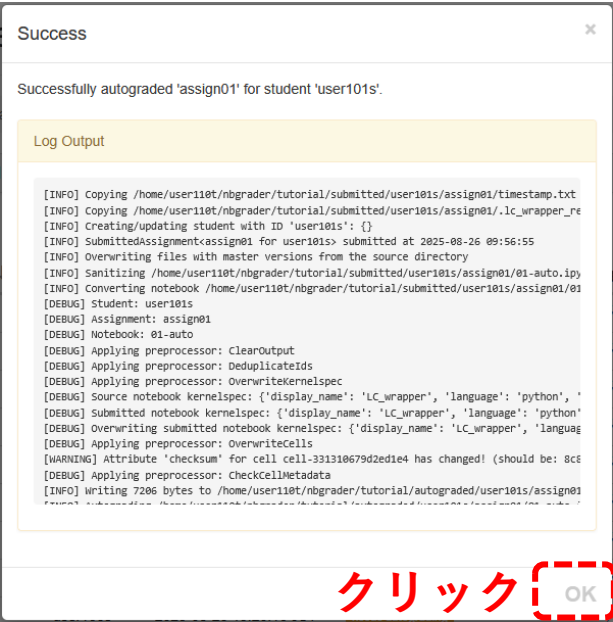 Success
×
Successfully autograded 'assign01' for student 'user101s'.
Log Output
[INFO] Copying /home/user110t/nbgrader/tutorial/submitted/user101s/assign01/timestamp.txt
[INFO] Copying /home/user110t/nbgrader/tutorial/submitted/user101s/assign01/.lc_wrapper_re
[INFO] Creating/updating student with ID 'user101s': {}
[INFO] SubmittedAssignment<assign01 for user101s> submitted at 2025-08-26 09:56:55
[INFO] Overwriting files with master versions from the source directory
[INFO] Sanitizing /home/user110t/nbgrader/tutorial/submitted/user101s/assign01/01-auto.ipy
[INFO] Converting notebook /home/user110t/nbgrader/tutorial/submitted/user101s/assign01/01
[DEBUG] Student: user101s
[DEBUG] Assignment: assign01
[DEBUG] Notebook: 01-auto
[DEBUG] Applying preprocessor: ClearOutput
[DEBUG] Applying preprocessor: DeduplicateIds
[DEBUG] Applying preprocessor: OverwriteKernelspec
[DEBUG] Source notebook kernelspec: {'display_name': 'LC_wrapper', 'language': 'python', '
[DEBUG] Submitted notebook kernelspec: {'display_name': 'LC_wrapper', 'language': 'python'
[DEBUG] Overwriting submitted notebook kernelspec: {'display_name': 'LC_wrapper', 'languag
[DEBUG] Applying preprocessor: OverwriteCells
[WARNING] Attribute 'checksum' for cell cell-331310679d2ed1e4 has changed! (should be: 8c8
[DEBUG] Applying preprocessor: CheckCellMetadata
[INFO] Writing 7206 bytes to /home/user110t/nbgrader/tutorial/autograded/user101s/assign01
クリック
OK